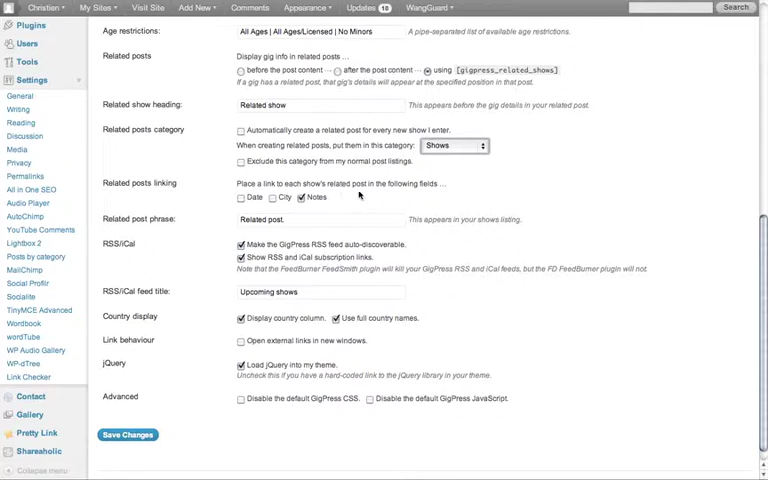 Christien My Sites Visit Site Add New Comments Updates 18 WangGuard Search
Plugins
Users
Tools
Settings
General
Writing
Reading
Discussion
Media
Privacy
Permalinks
All in One SEO
Audio Player
AutoChimp
YouTube Comments
Lightbox 2
Posts by category
MailChimp
Social Profilr
Socialite
TinyMCE Advanced
Wordbook
wordTube
WP Audio Gallery
WP-dTree
Link Checker
Contact
Gallery
Pretty Link
Shareaholic
Collapse menu
Age restrictions: All Ages | All Ages/Licensed | No Minors A pipe-separated list of available age restrictions.
Related posts Display gig info in related posts ...
before the post content ... after the post content ... using [gigpress_related_shows]
If a gig has a related post, that gig's details will appear at the specified position in that post.
Related show heading: Related show This appears before the gig details in your related post.
Related posts category Automatically create a related post for every new show I enter.
When creating related posts, put them in this category: Shows
Exclude this category from my normal post listings.
Related posts linking Place a link to each show's related post in the following fields ...
Date City Notes
Related post phrase: Related post. This appears in your shows listing.
RSS/iCal Make the GigPress RSS feed auto-discoverable.
Show RSS and iCal subscription links.
Note that the FeedBurner FeedSmith plugin will kill your GigPress RSS and iCal feeds, but the FD FeedBurner plugin will not.
RSS/iCal feed title: Upcoming shows
Country display Display country column. Use full country names.
Link behaviour Open external links in new windows.
jQuery Load jQuery into my theme.
Uncheck this if you have a hard-coded link to the jQuery library in your theme.
Advanced Disable the default GigPress CSS. Disable the default GigPress JavaScript.
Save Changes